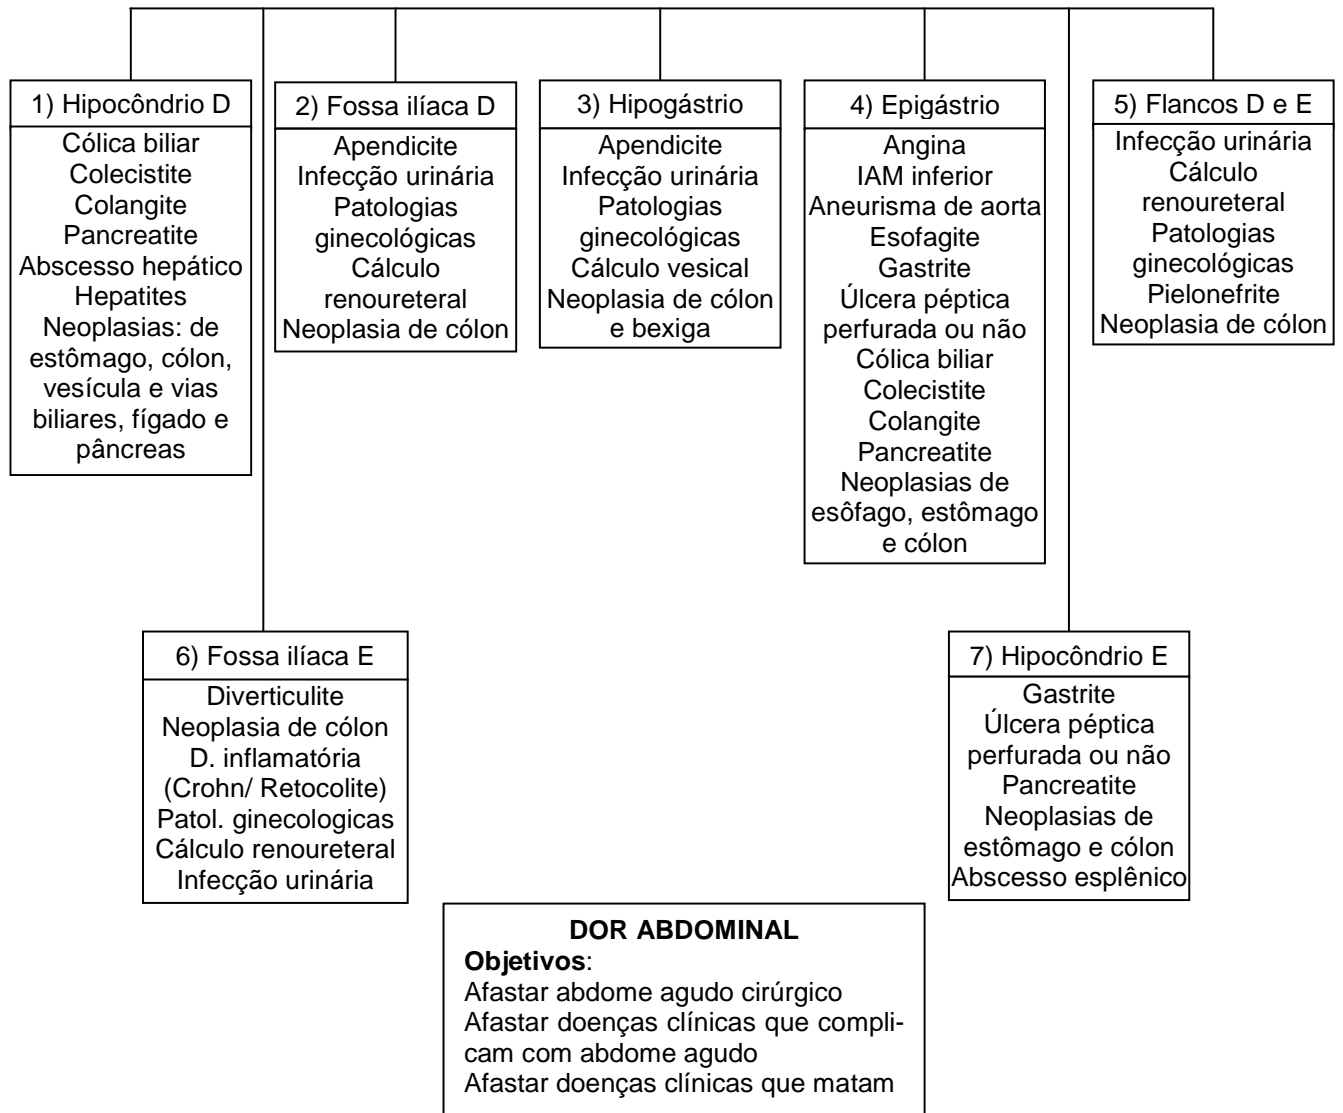 1) Hipocôndrio D
Cólica biliar
Colecistite
Colangite
Pancreatite
Abscesso hepático
Hepatites
Neoplasias: de
estômago, cólon,
vesícula e vias
biliares, fígado e
pâncreas
2) Fossa ilíaca D
Apendicite
Infecção urinária
Patologias
ginecológicas
Cálculo
renoureteral
Neoplasia de cólon
3) Hipogástrio
Apendicite
Infecção urinária
Patologias
ginecológicas
Cálculo vesical
Neoplasia de cólon
e bexiga
4) Epigástrio
Angina
IAM inferior
Aneurisma de aorta
Esofagite
Gastrite
Úlcera péptica
perfurada ou não
Cólica biliar
Colecistite
Colangite
Pancreatite
Neoplasias de
esôfago, estômago
e cólon
5) Flancos D e E
Infecção urinária
Cálculo
renoureteral
Patologias
ginecológicas
Pielonefrite
Neoplasia de cólon
6) Fossa ilíaca E
Diverticulite
Neoplasia de cólon
D. inflamatória
(Crohn/ Retocolite)
Patol. ginecologicas
Cálculo renoureteral
Infecção urinária
7) Hipocôndrio E
Gastrite
Úlcera péptica
perfurada ou não
Pancreatite
Neoplasias de
estômago e cólon
Abscesso esplênico
DOR ABDOMINAL
Objetivos:
Afastar abdome agudo cirúrgico
Afastar doenças clínicas que compli-
cam com abdome agudo
Afastar doenças clínicas que matam